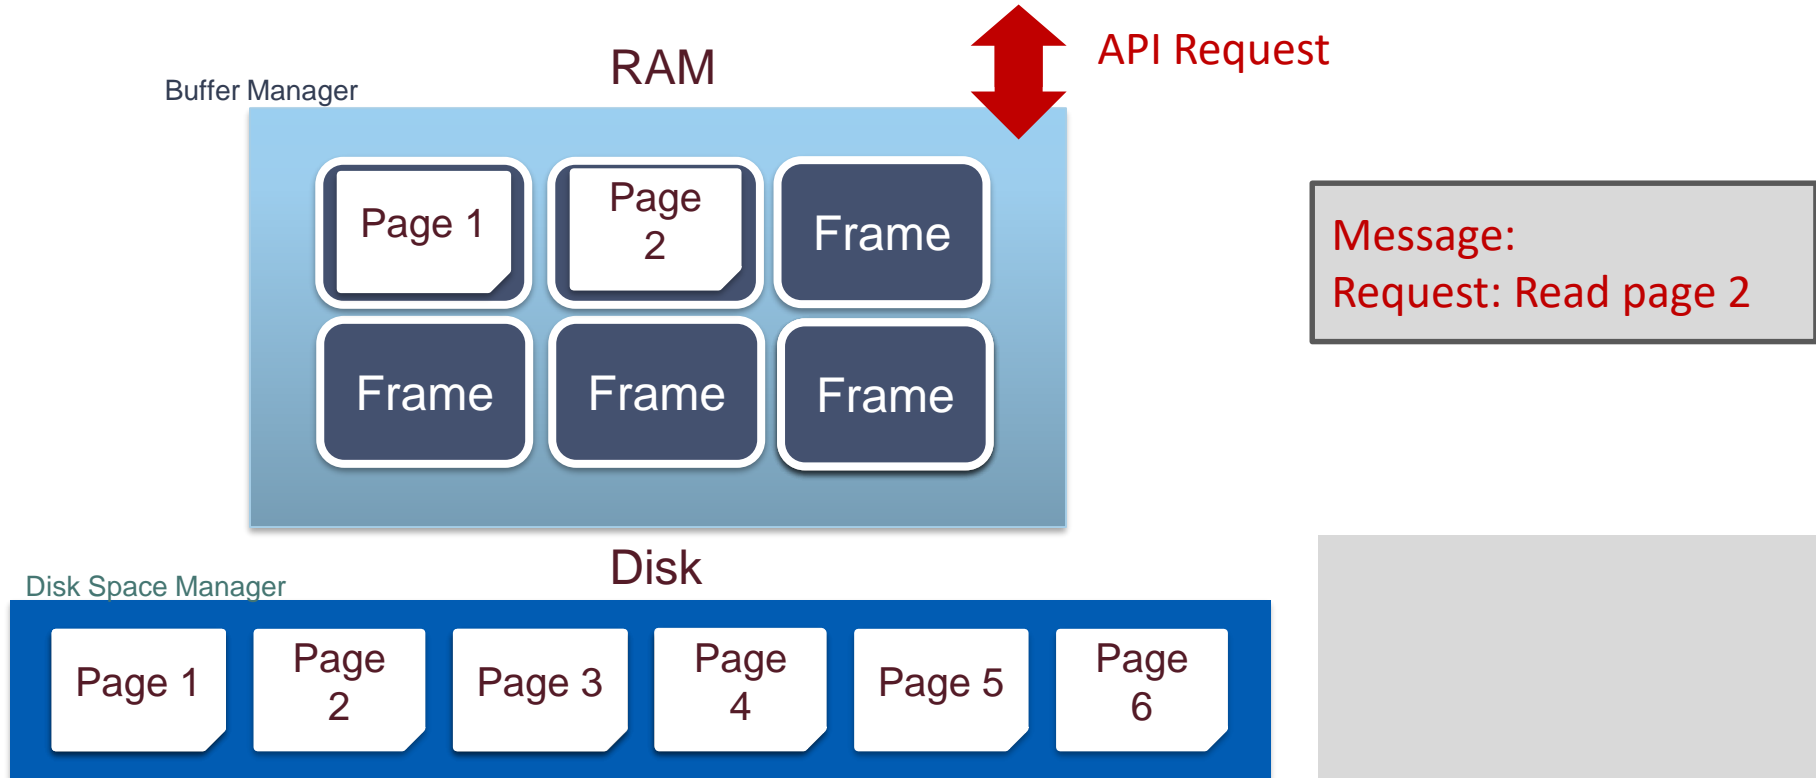 RAM
API Request
Buffer Manager
Page 1
Page
2
Frame
Message:
Request: Read page 2
Frame
Frame
Frame
Disk
Disk Space Manager
Page 1
Page
2
Page 3
Page
4
Page 5
Page
6